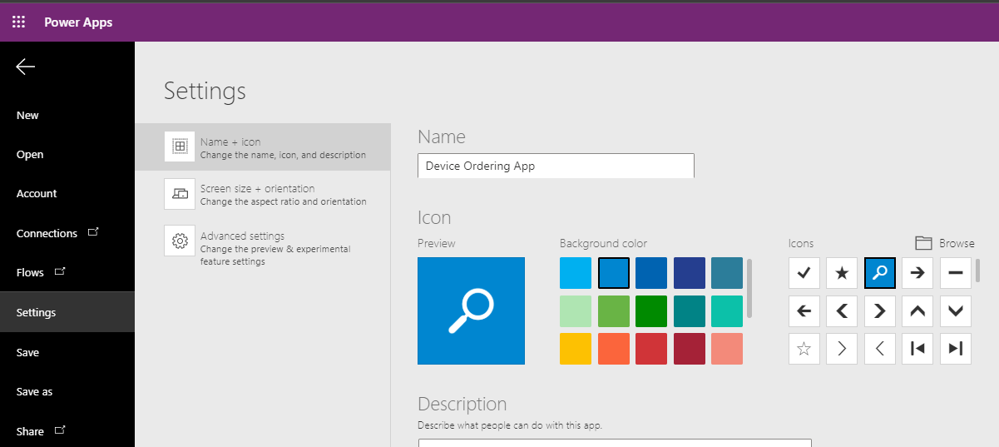 Power Apps
New
Open
Account
Connections
Flows
Settings
Save
Save as
Share
Settings
Name + icon
Change the name, icon, and description
Screen size + orientation
Change the aspect ratio and orientation
Advanced settings
Change the preview & experimental
feature settings
Name
Device Ordering App
Icon
Preview
Background color
Icons
Browse
Description
Describe what people can do with this app.